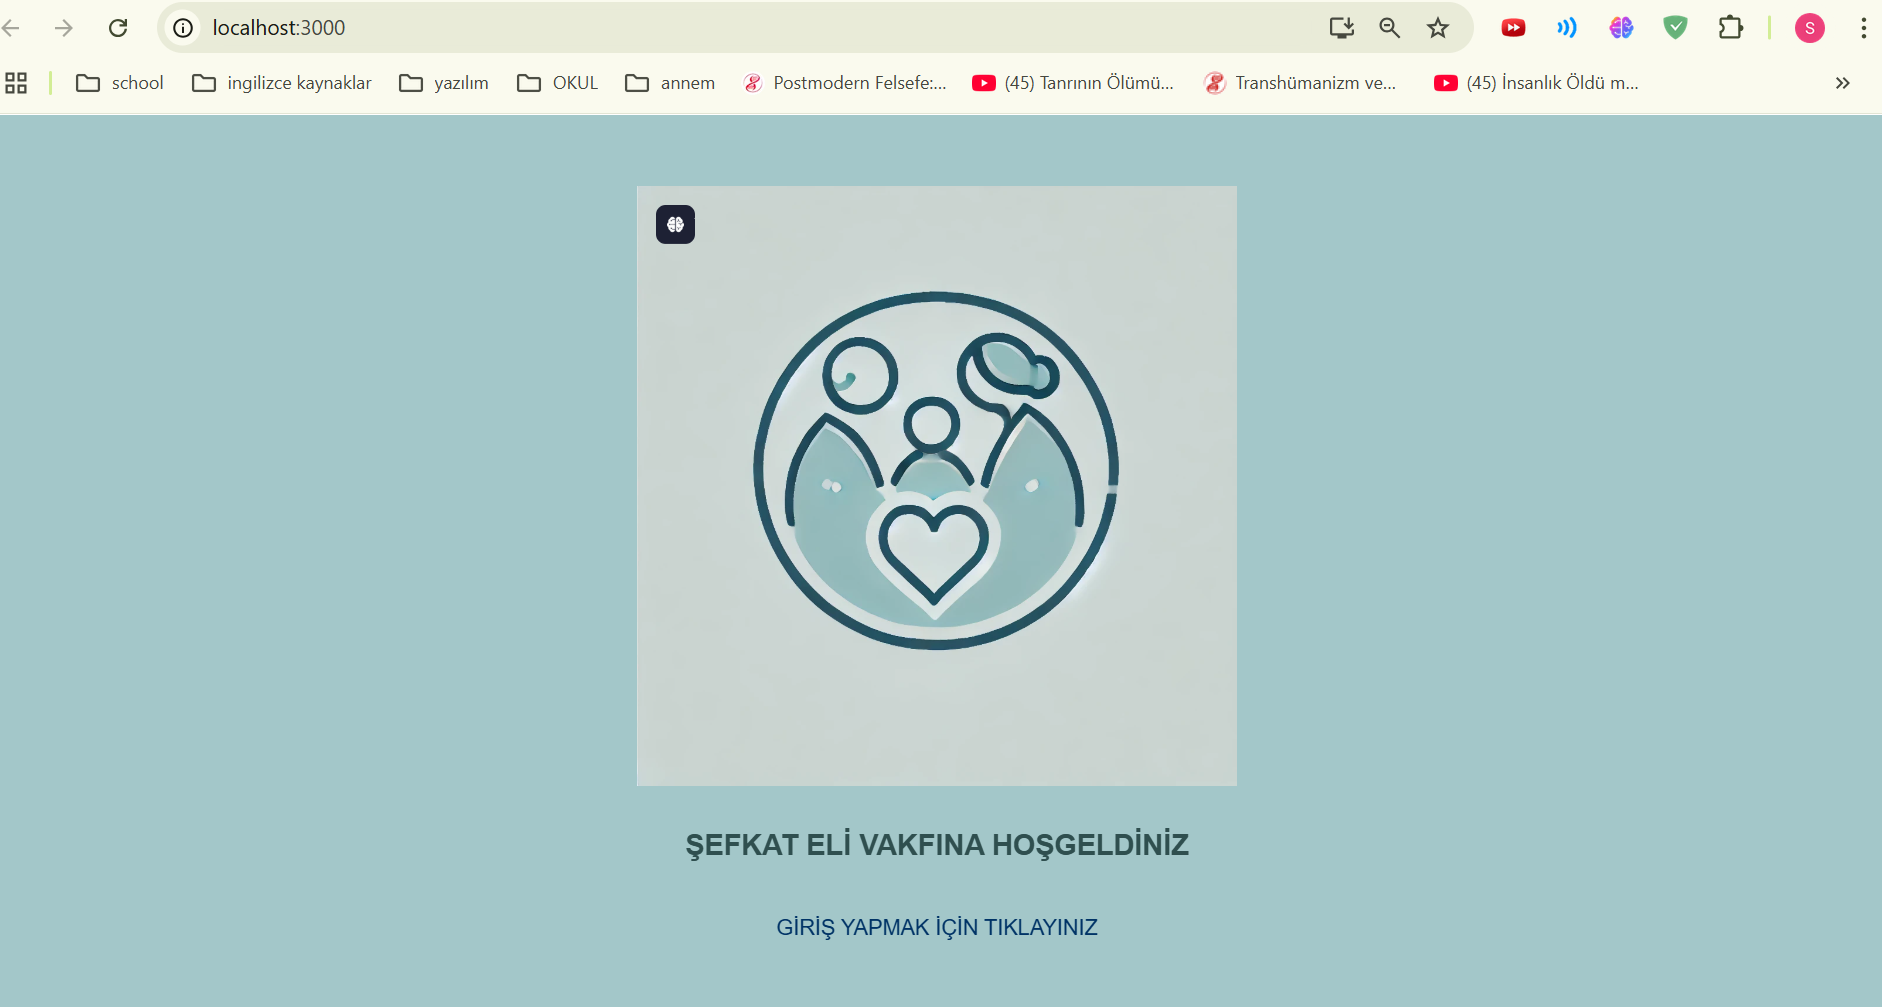 localhost:3000
S
school
ingilizce kaynaklar
yazılım
OKUL
annem
Postmodern Felsefe:...
(45) Tanrının Ölümü...
Transhümanizm ve...
(45) İnsanlık Öldü m...
ŞEFKAT ELİ VAKFINA HOŞGELDİNİZ
GİRİŞ YAPMAK İÇİN TIKLAYINIZ